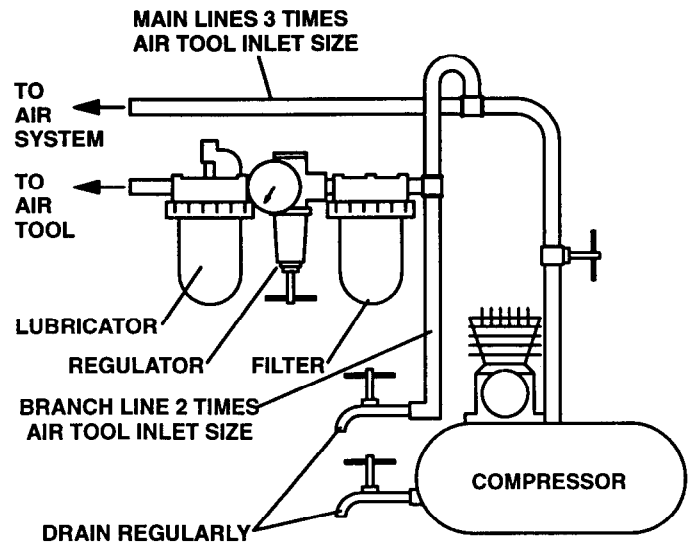 MAIN LINES 3 TIMES
AIR TOOL INLET SIZE
TO
AIR
SYSTEM
TO
AIR
TOOL
LUBRICATOR
REGULATOR
FILTER
BRANCH LINE 2 TIMES
AIR TOOL INLET SIZE
COMPRESSOR
DRAIN REGULARLY